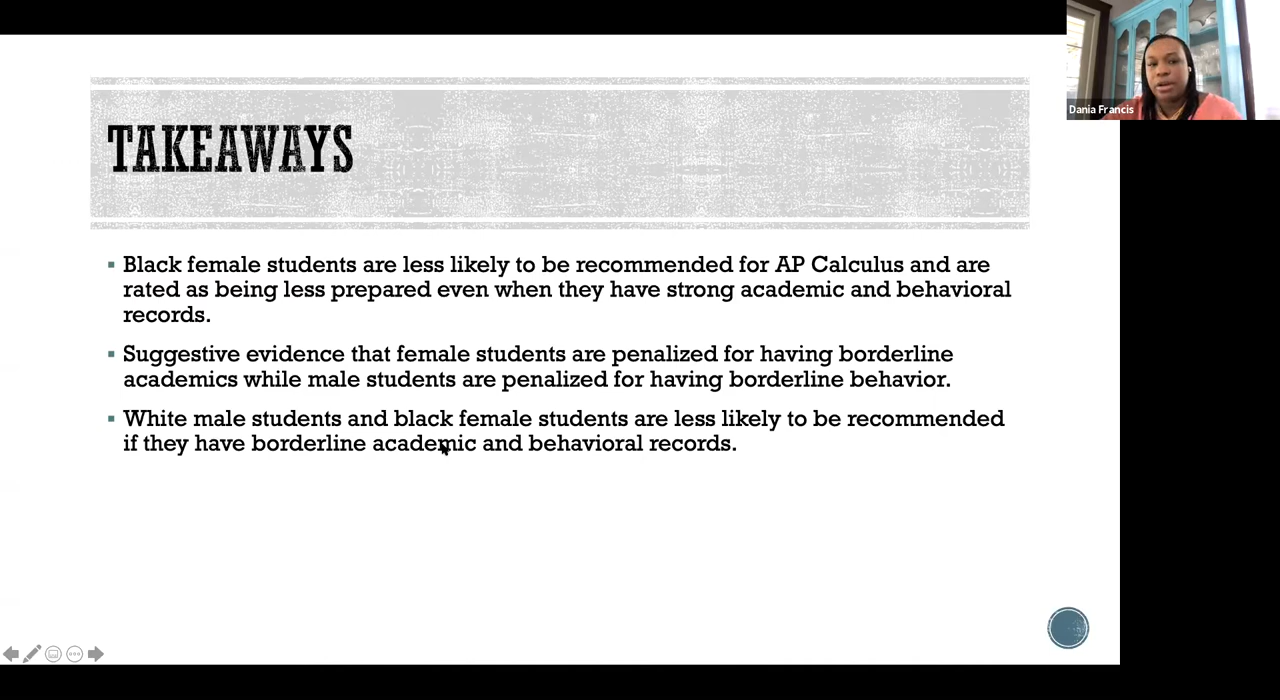 Dania Francis
TAKEAWAYS
▪ Black female students are less likely to be recommended for AP Calculus and are
rated as being less prepared even when they have strong academic and behavioral
records.
▪ Suggestive evidence that female students are penalized for having borderline
academics while male students are penalized for having borderline behavior.
▪ White male students and black female students are less likely to be recommended
if they have borderline academic and behavioral records.